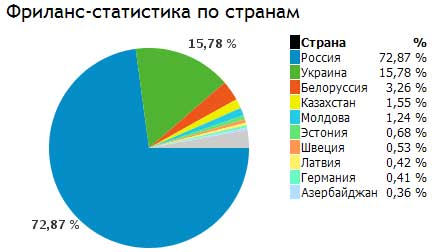 Фриланс-статистика по странам
15,78 %
72,87 %
Страна %
Россия 72,87 %
Украина 15,78 %
Белоруссия 3,26 %
Казахстан 1,55 %
Молдова 1,24 %
Эстония 0,68 %
Швеция 0,53 %
Латвия 0,42 %
Германия 0,41 %
Азербайджан 0,36 %